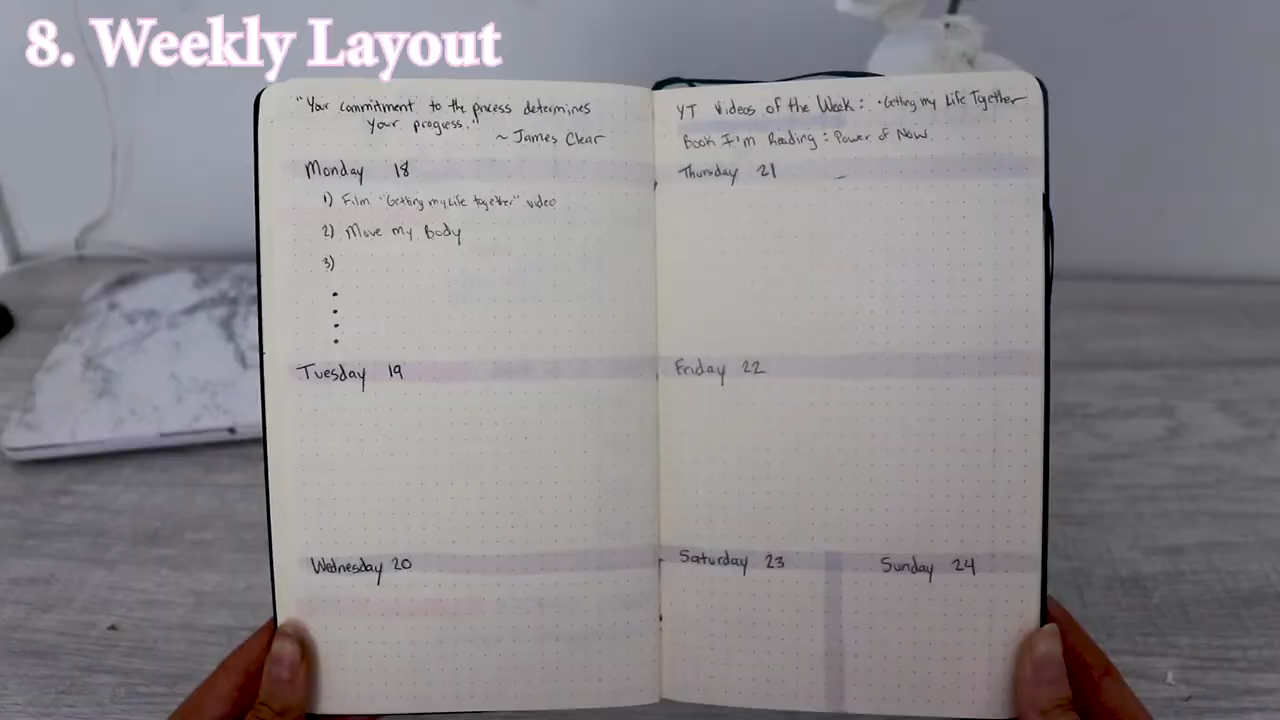 8. Weekly Layout
"Your commitment to the process determines
your progress."
~ James Clear
Monday 18
1) Film "Getting my Life together" video
2) Move my Body
3)
Tuesday 19
Wednesday 20
YT Videos of the Week: • Getting my Life Together
Book I'm Reading: Power of Now
Thursday 21
Friday 22
Saturday 23
Sunday 24